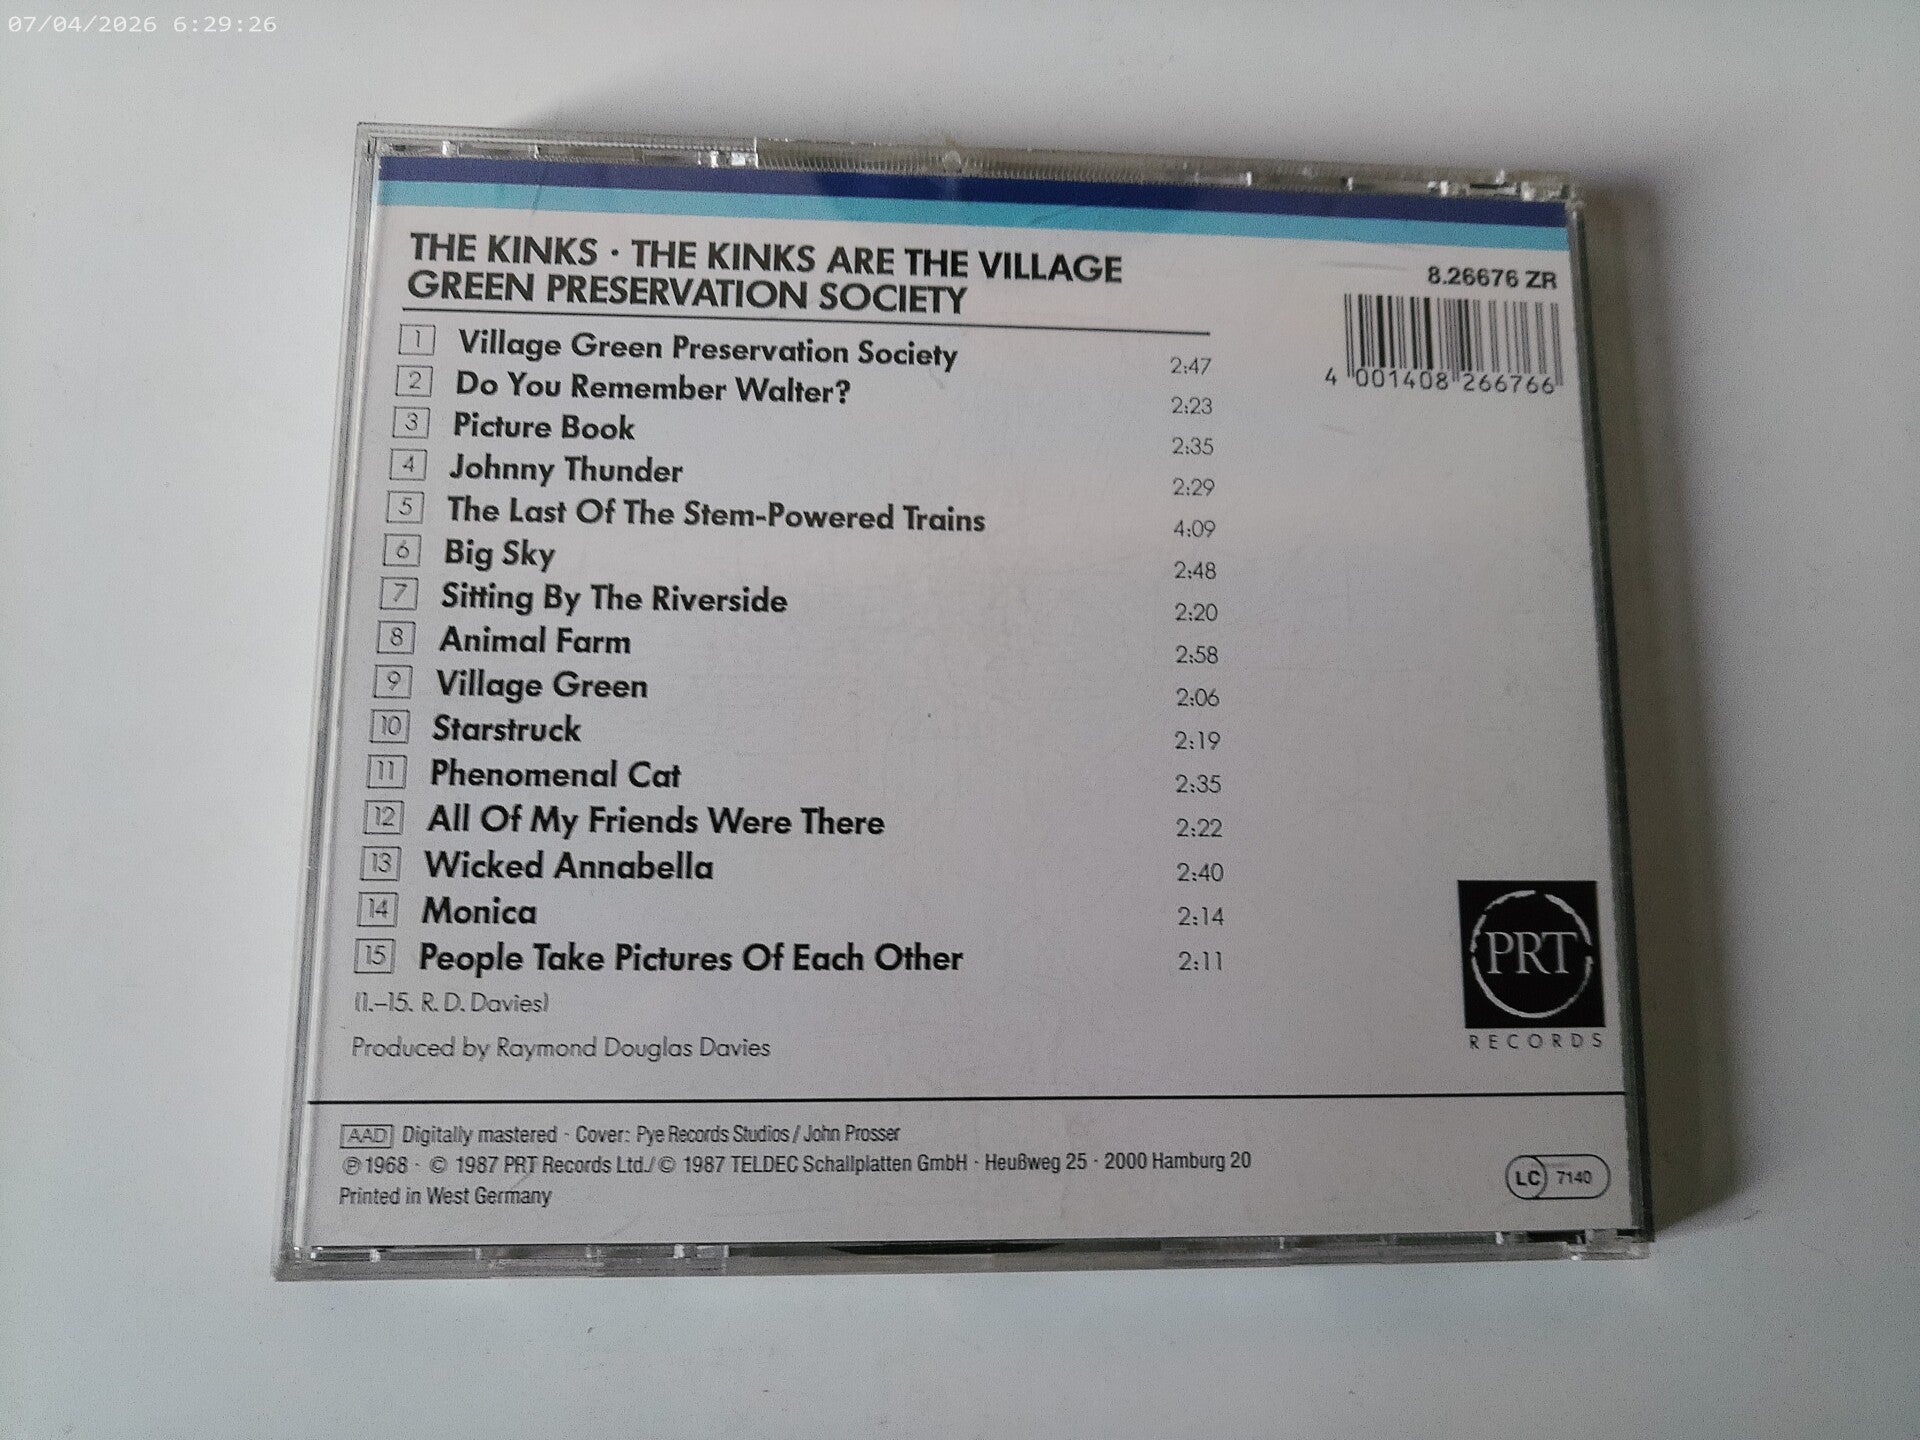 07/04/2026 6:29:26
THE KINKS · THE KINKS ARE THE VILLAGE
GREEN PRESERVATION SOCIETY
8.26676 ZR
4 001408 266766
1 Village Green Preservation Society 2:47
2 Do You Remember Walter? 2:23
3 Picture Book 2:35
4 Johnny Thunder 2:29
5 The Last Of The Stem-Powered Trains 4:09
6 Big Sky 2:48
7 Sitting By The Riverside 2:20
8 Animal Farm 2:58
9 Village Green 2:06
10 Starstruck 2:19
11 Phenomenal Cat 2:35
12 All Of My Friends Were There 2:22
13 Wicked Annabella 2:40
14 Monica 2:14
15 People Take Pictures Of Each Other 2:11
(1.–15. R. D. Davies)
Produced by Raymond Douglas Davies
PRT
RECORDS
AAD Digitally mastered · Cover: Pye Records Studios / John Prosser
℗ 1968 · © 1987 PRT Records Ltd./© 1987 TELDEC Schallplatten GmbH · Heußweg 25 · 2000 Hamburg 20
Printed in West Germany
LC 7140